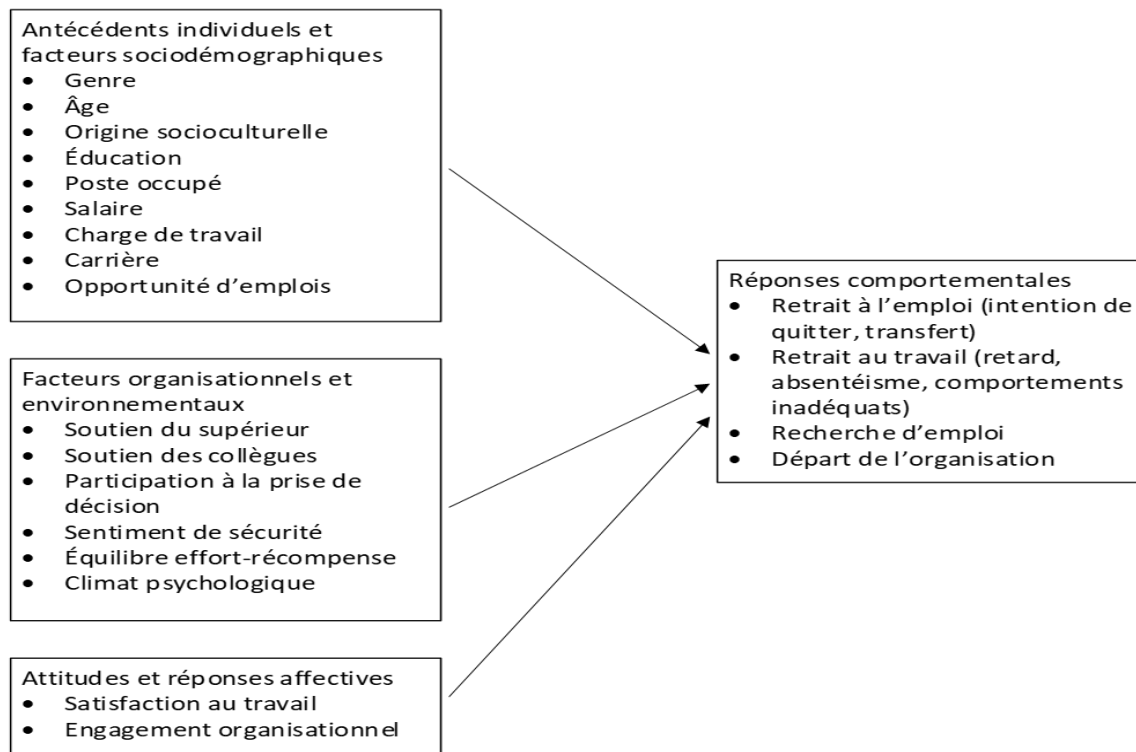 Antécédents individuels et
facteurs sociodémographiques
• Genre
• Âge
• Origine socioculturelle
• Éducation
• Poste occupé
• Salaire
• Charge de travail
• Carrière
• Opportunité d’emplois
Facteurs organisationnels et
environnementaux
• Soutien du supérieur
• Soutien des collègues
• Participation à la prise de
décision
• Sentiment de sécurité
• Équilibre effort-récompense
• Climat psychologique
Attitudes et réponses affectives
• Satisfaction au travail
• Engagement organisationnel
Réponses comportementales
• Retrait à l’emploi (intention de
quitter, transfert)
• Retrait au travail (retard,
absentéisme, comportements
inadéquats)
• Recherche d’emploi
• Départ de l’organisation